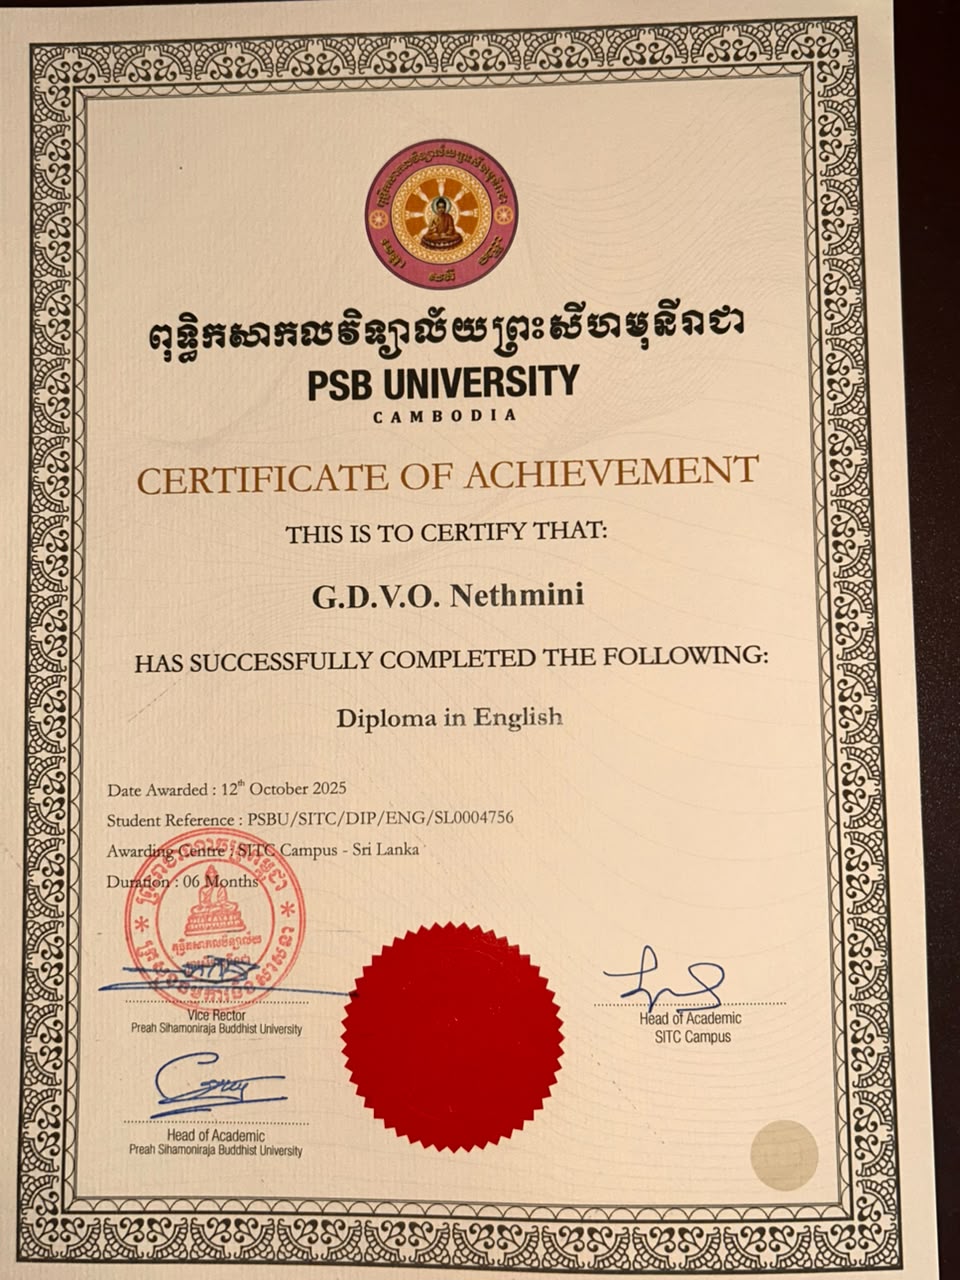 ពុទ្ធិកសាកលវិទ្យាល័យព្រះសីហមុនីរាជា
PSB UNIVERSITY
CAMBODIA
CERTIFICATE OF ACHIEVEMENT
THIS IS TO CERTIFY THAT:
G.D.V.O. Nethmini
HAS SUCCESSFULLY COMPLETED THE FOLLOWING:
Diploma in English
Date Awarded : 12th October 2025
Student Reference : PSBU/SITC/DIP/ENG/SL0004756
Awarding Centre : SITC Campus - Sri Lanka
Duration : 06 Months
Vice Rector
Preah Sihamoniraja Buddhist University
Head of Academic
SITC Campus
Head of Academic
Preah Sihamoniraja Buddhist University